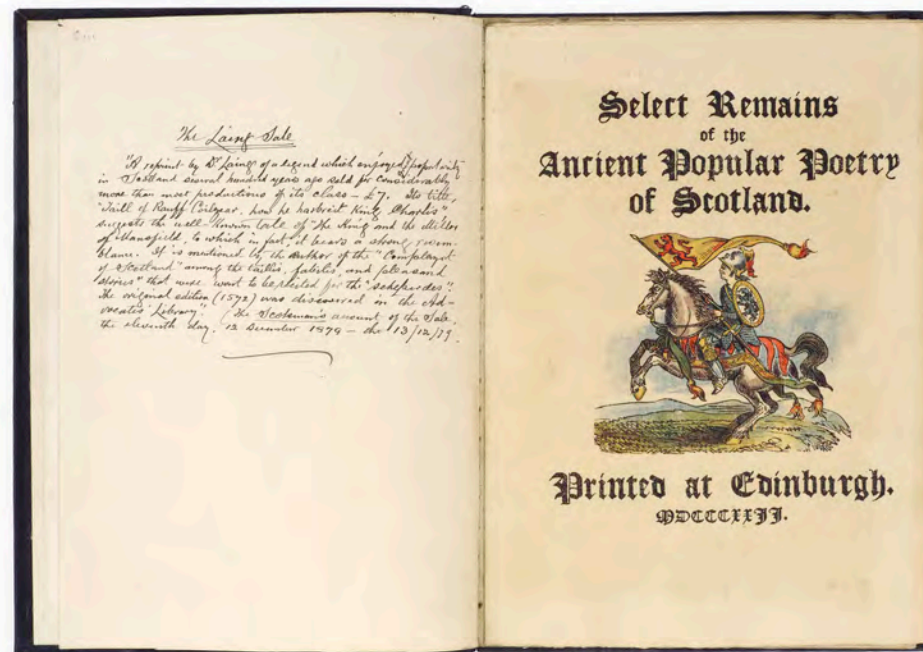 The Laing Sale
"A reprint by Dr Laing of a legend which enjoyed popularity
in Scotland several hundred years ago sold for considerably
more than most productions of its class – £7. Its title,
"Taill of Rauff Coilyear, how he harbreit King Charlis"
suggests the well-known tale of "the King and the Miller
of Mansfield, to which in fact, it bears a strong resem-
blance. It is mentioned by the Author of the "Complaynt
of Scotland" among the tailis, fabelis, and pleasand
stories" that were wont to be recited for the "scheiperdes".
The original edition (1572) was discovered in the Ad-
vocates' Library." (The Scotsman's account of the Sale,
the eleventh day, 12 December 1879 – the 13/12/79.
Select Remains
of the
Ancient Popular Poetry
of Scotland.
Printed at Edinburgh.
MDCCCXXII.